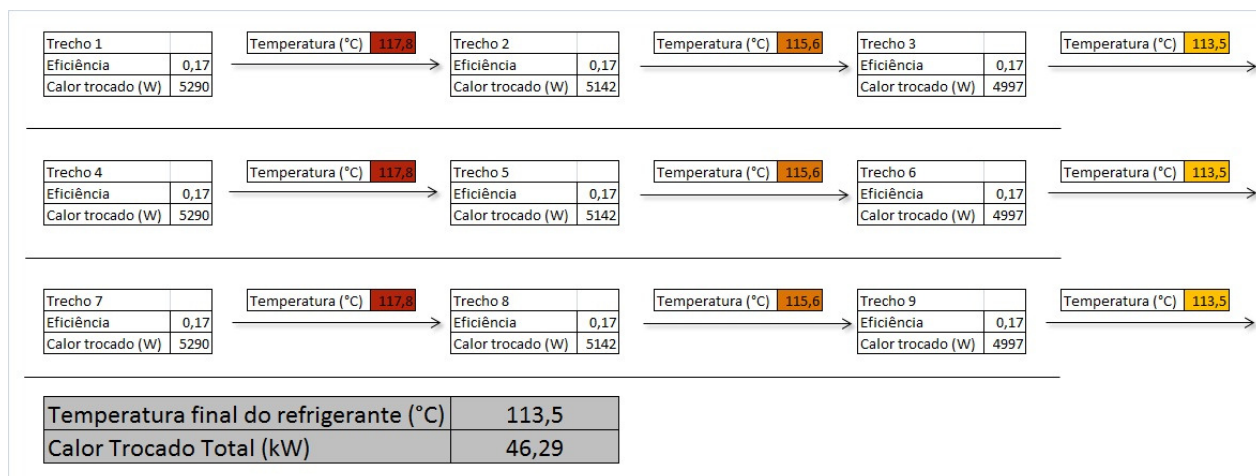 Trecho 1 Temperatura (°C) 117,8 Trecho 2 Temperatura (°C) 115,6 Trecho 3 Temperatura (°C) 113,5
Eficiência 0,17 Eficiência 0,17 Eficiência 0,17
Calor trocado (W) 5290 Calor trocado (W) 5142 Calor trocado (W) 4997
Trecho 4 Temperatura (°C) 117,8 Trecho 5 Temperatura (°C) 115,6 Trecho 6 Temperatura (°C) 113,5
Eficiência 0,17 Eficiência 0,17 Eficiência 0,17
Calor trocado (W) 5290 Calor trocado (W) 5142 Calor trocado (W) 4997
Trecho 7 Temperatura (°C) 117,8 Trecho 8 Temperatura (°C) 115,6 Trecho 9 Temperatura (°C) 113,5
Eficiência 0,17 Eficiência 0,17 Eficiência 0,17
Calor trocado (W) 5290 Calor trocado (W) 5142 Calor trocado (W) 4997
Temperatura final do refrigerante (°C) 113,5
Calor Trocado Total (kW) 46,29